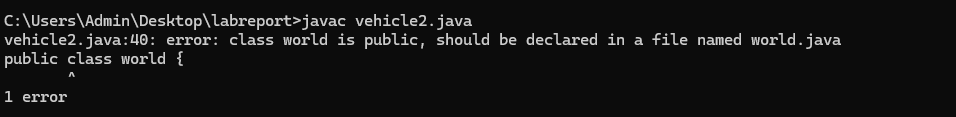 C:\Users\Admin\Desktop\labreport>javac vehicle2.java
vehicle2.java:40: error: class world is public, should be declared in a file named world.java
public class world {
       ^
1 error